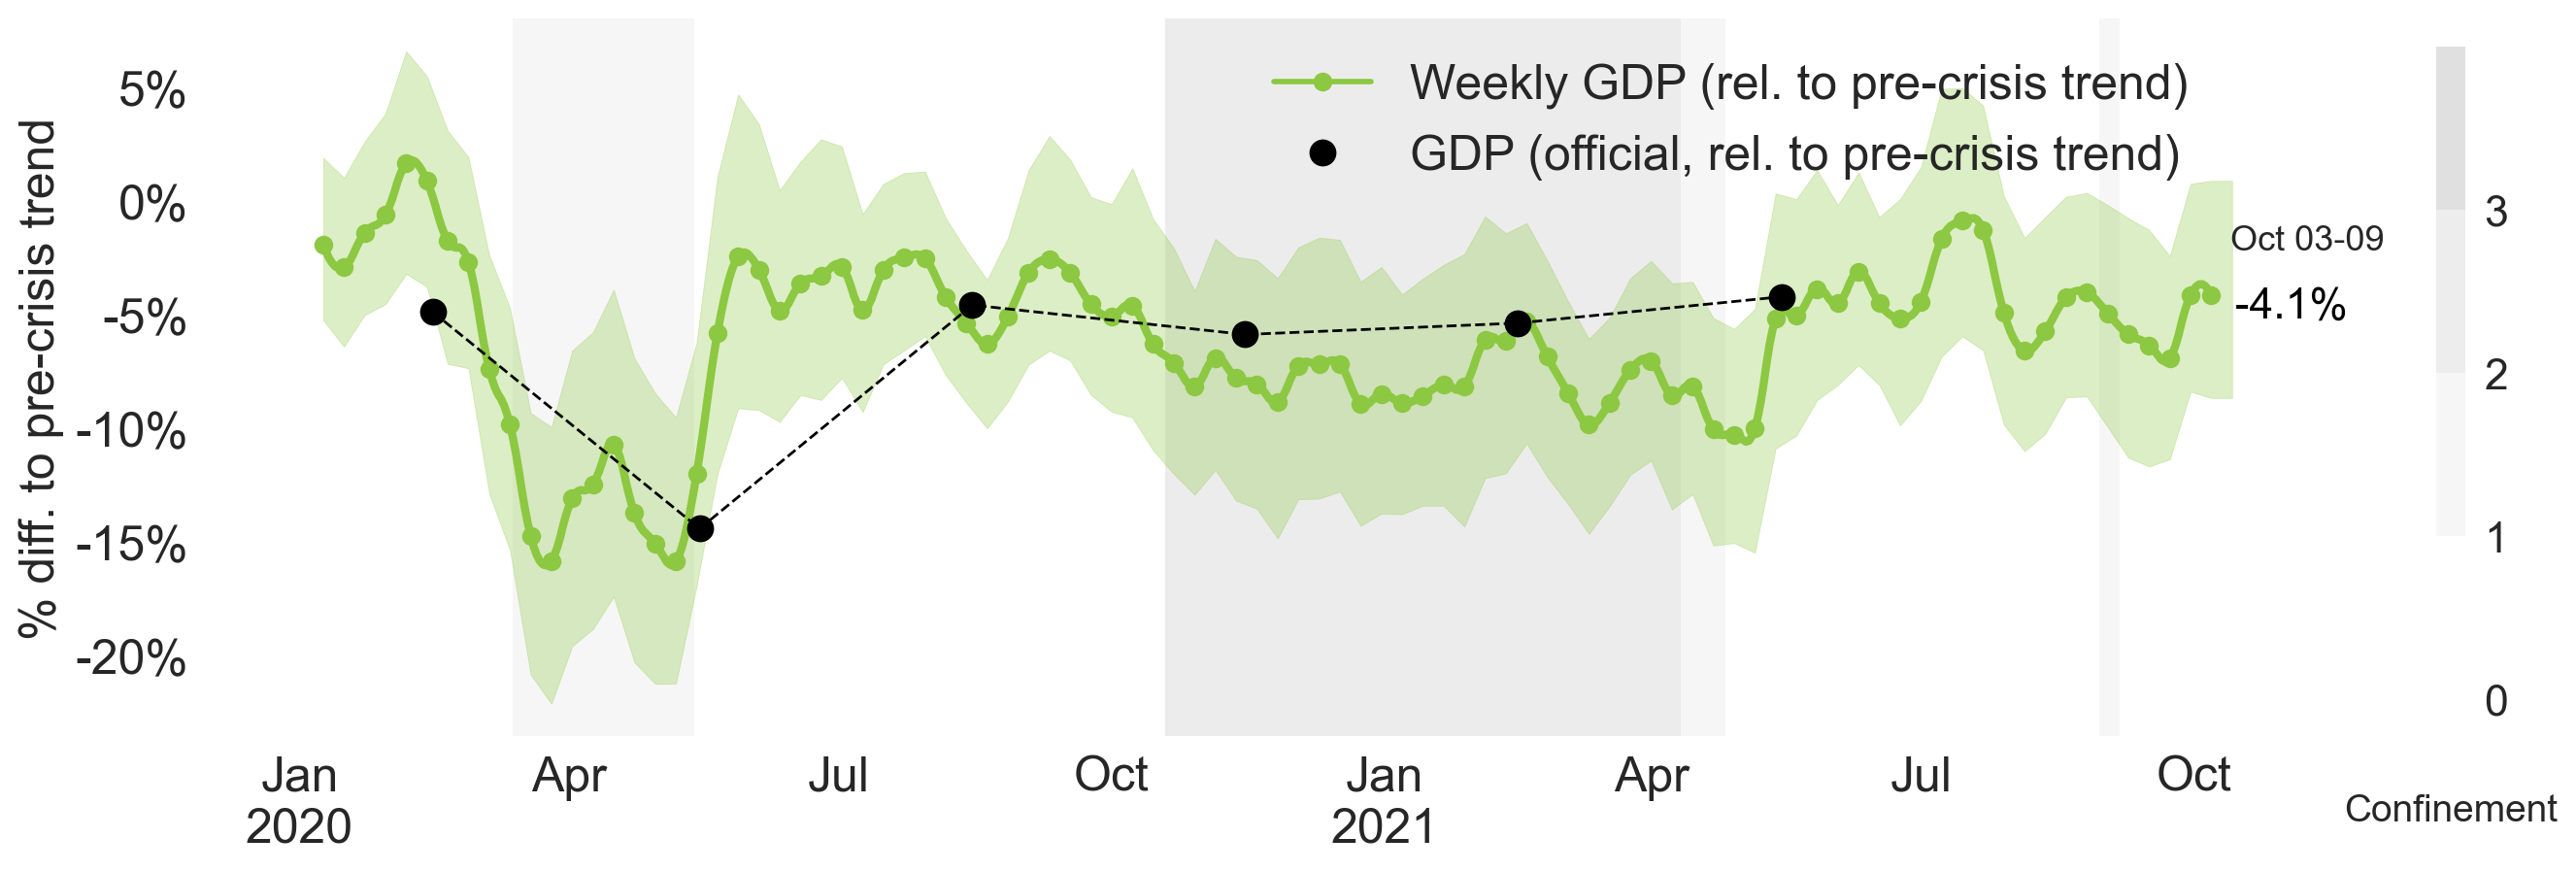 % diff. to pre-crisis trend
5%
0%
-5%
-10%
-15%
-20%
Weekly GDP (rel. to pre-crisis trend)
GDP (official, rel. to pre-crisis trend)
Oct 03-09
-4.1%
3
2
1
0
Jan Apr Jul Oct Jan Apr Jul Oct
2020 2021
Confinement